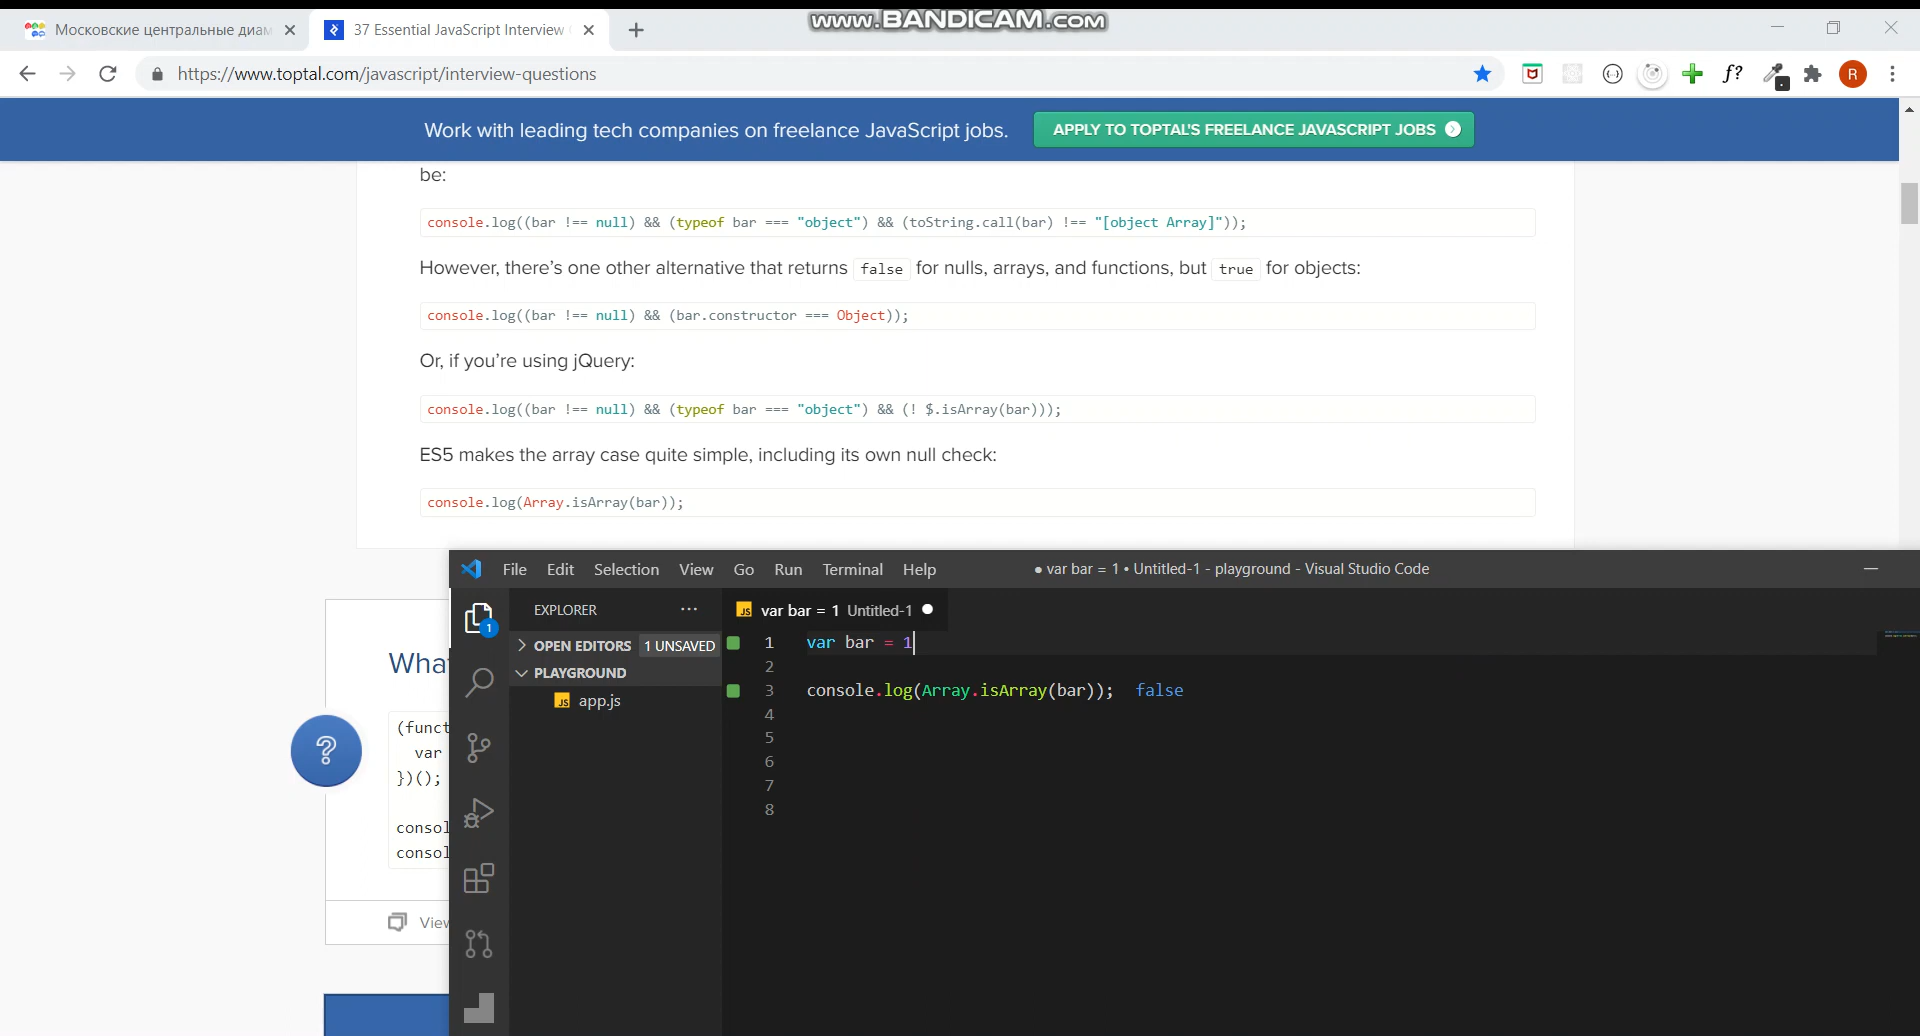 www.BANDICAM.com
Московские центральные диам
37 Essential JavaScript Interview
https://www.toptal.com/javascript/interview-questions
f?
R
Work with leading tech companies on freelance JavaScript jobs.
APPLY TO TOPTAL'S FREELANCE JAVASCRIPT JOBS
be:
console.log((bar !== null) && (typeof bar === "object") && (toString.call(bar) !== "[object Array]"));
However, there’s one other alternative that returns false for nulls, arrays, and functions, but true for objects:
console.log((bar !== null) && (bar.constructor === Object));
Or, if you’re using jQuery:
console.log((bar !== null) && (typeof bar === "object") && (! $.isArray(bar)));
ES5 makes the array case quite simple, including its own null check:
console.log(Array.isArray(bar));
What
?
(funct
var
})();
consol
consol
View
File Edit Selection View Go Run Terminal Help
● var bar = 1 • Untitled-1 - playground - Visual Studio Code
1
EXPLORER ···
OPEN EDITORS 1 UNSAVED
PLAYGROUND
JS app.js
JS var bar = 1 Untitled-1 ●
1 var bar = 1
2
3 console.log(Array.isArray(bar)); false
4
5
6
7
8